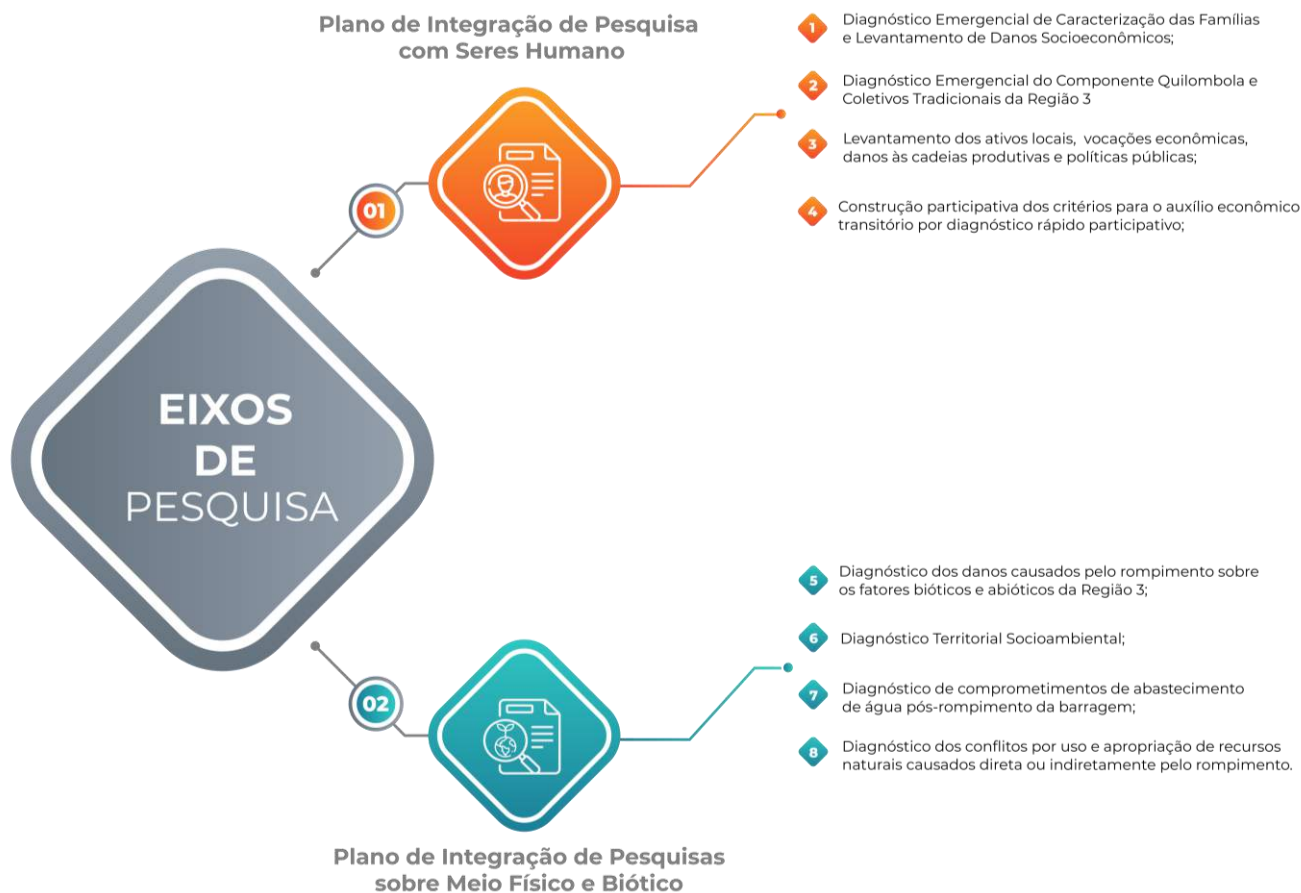 Plano de Integração de Pesquisa
com Seres Humano
1
Diagnóstico Emergencial de Caracterização das Famílias
e Levantamento de Danos Socioeconômicos;
2
Diagnóstico Emergencial do Componente Quilombola e
Coletivos Tradicionais da Região 3
3
Levantamento dos ativos locais, vocações econômicas,
danos às cadeias produtivas e políticas públicas;
4
Construção participativa dos critérios para o auxílio econômico
transitório por diagnóstico rápido participativo;
01
EIXOS
DE
PESQUISA
5
Diagnóstico dos danos causados pelo rompimento sobre
os fatores bióticos e abióticos da Região 3;
6
Diagnóstico Territorial Socioambiental;
7
Diagnóstico de comprometimentos de abastecimento
de água pós-rompimento da barragem;
8
Diagnóstico dos conflitos por uso e apropriação de recursos
naturais causados direta ou indiretamente pelo rompimento.
02
Plano de Integração de Pesquisas
sobre Meio Físico e Biótico